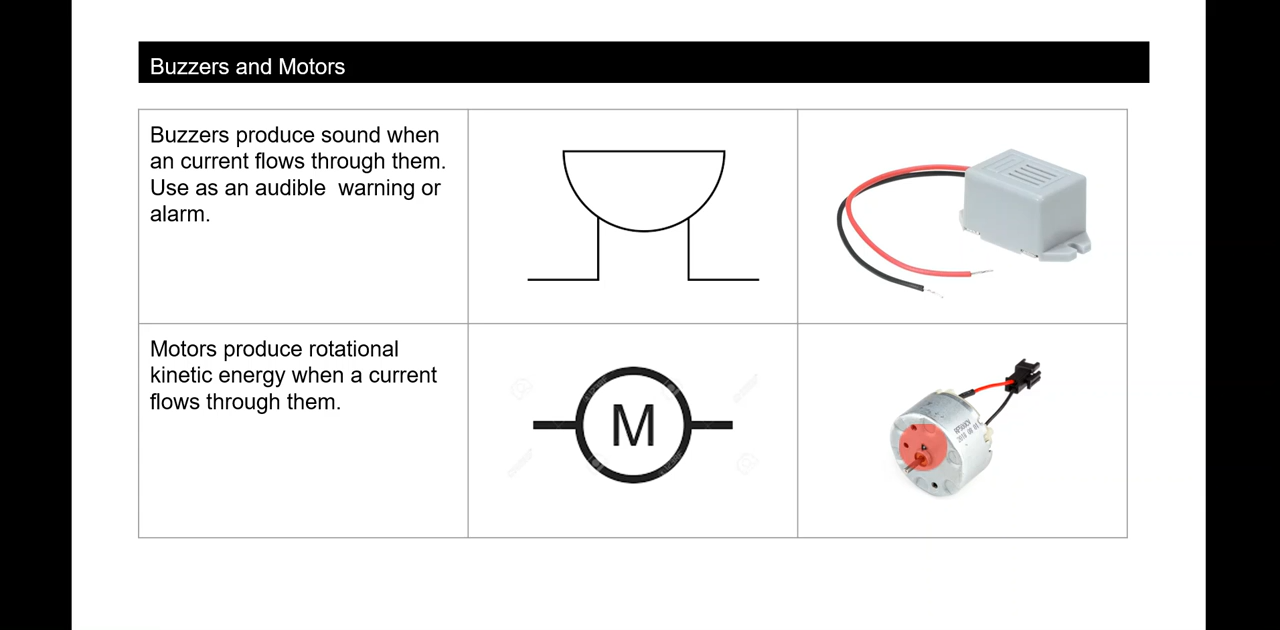 Buzzers and Motors
Buzzers produce sound when
an current flows through them.
Use as an audible  warning or
alarm.
Motors produce rotational
kinetic energy when a current
flows through them.
M